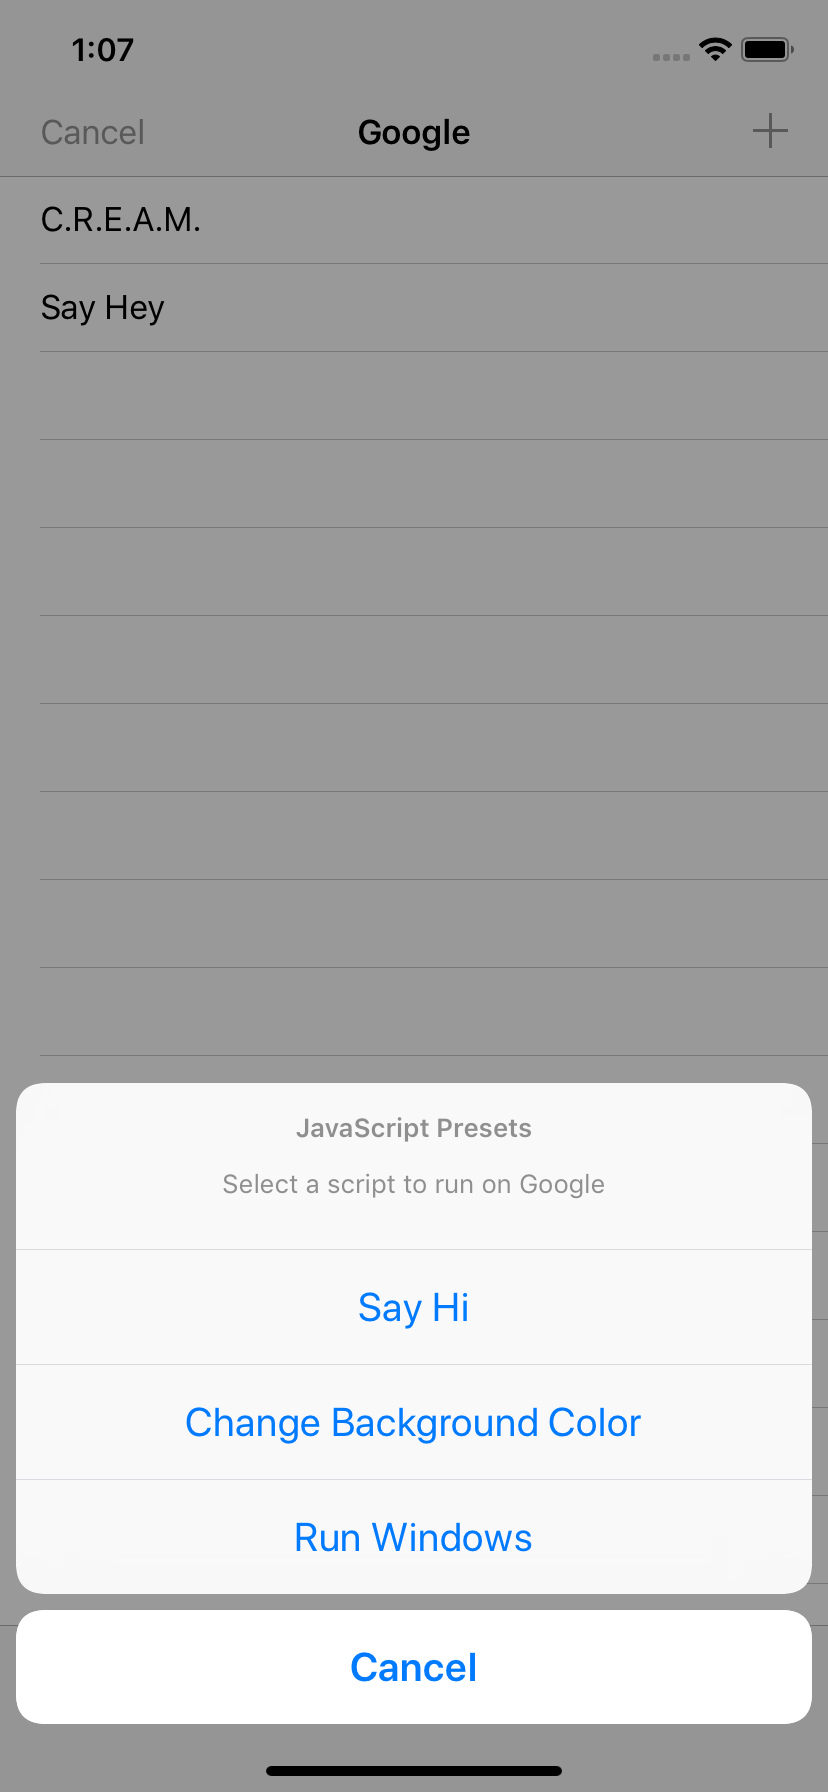 1:07
Cancel Google
C.R.E.A.M.
Say Hey
JavaScript Presets
Select a script to run on Google
Say Hi
Change Background Color
Run Windows
Cancel